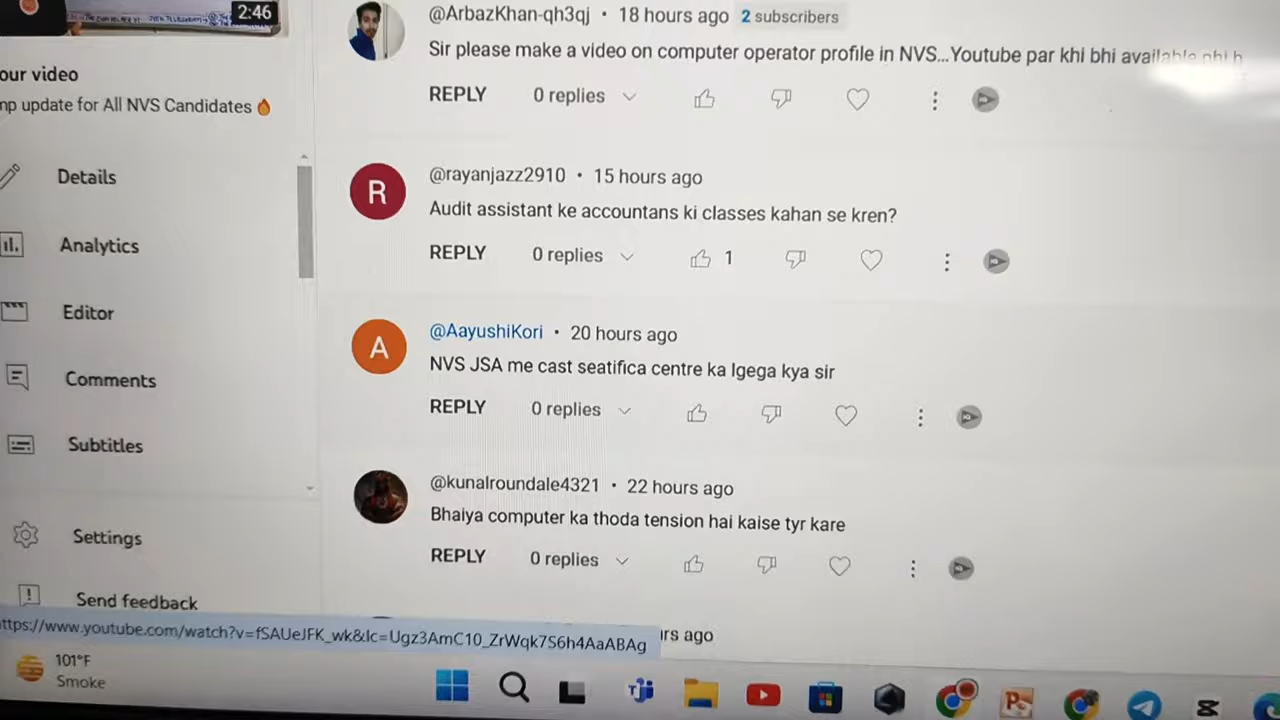 2:46
@ArbazKhan-qh3qj • 18 hours ago 2 subscribers
Sir please make a video on computer operator profile in NVS...Youtube par khi bhi available nhi h
REPLY 0 replies
our video
mp update for All NVS Candidates 🔥
Details
Analytics
Editor
Comments
Subtitles
Settings
Send feedback
R
@rayanjazz2910 • 15 hours ago
Audit assistant ke accountans ki classes kahan se kren?
REPLY 0 replies 1
A
@AayushiKori • 20 hours ago
NVS JSA me cast seatifica centre ka lgega kya sir
REPLY 0 replies
@kunalroundale4321 • 22 hours ago
Bhaiya computer ka thoda tension hai kaise tyr kare
REPLY 0 replies
rs ago
ttps://www.youtube.com/watch?v=fSAUeJFK_wk&lc=Ugz3AmC10_ZrWqk7S6h4AaABAg
101°F
Smoke